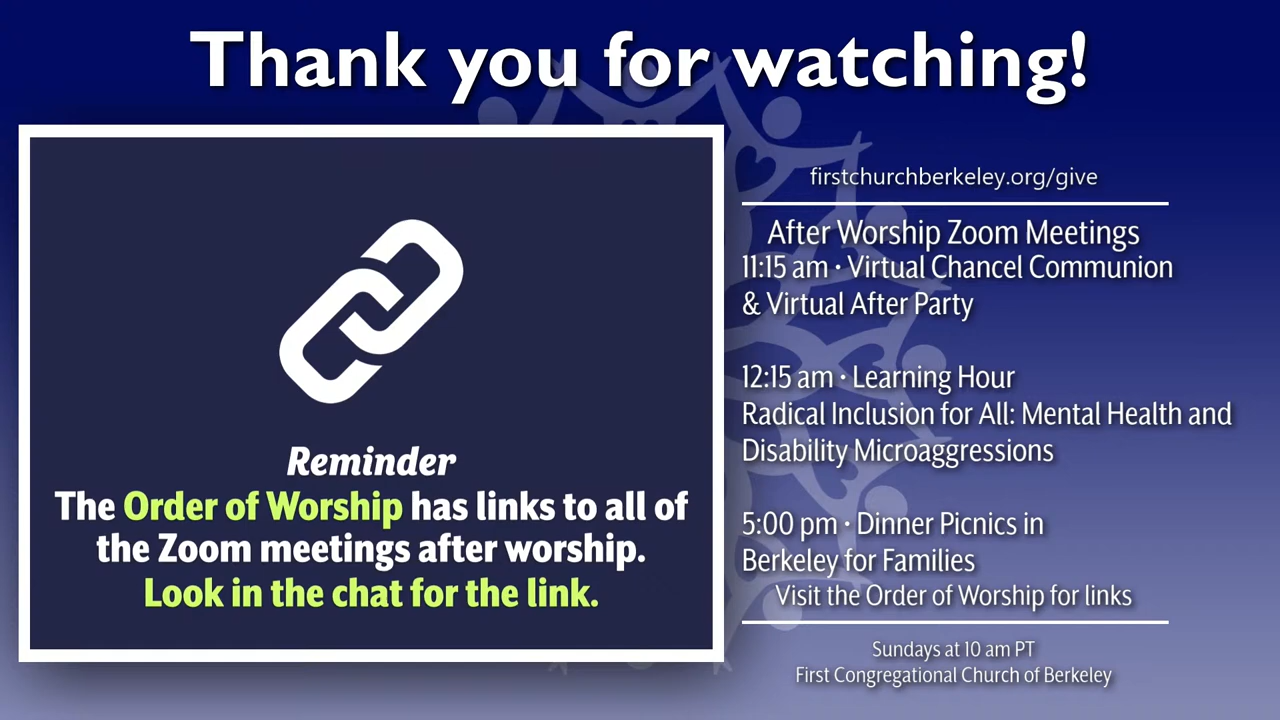 Thank you for watching!
Reminder
The Order of Worship has links to all of
the Zoom meetings after worship.
Look in the chat for the link.
firstchurchberkeley.org/give
After Worship Zoom Meetings
11:15 am · Virtual Chancel Communion
& Virtual After Party
12:15 am · Learning Hour
Radical Inclusion for All: Mental Health and
Disability Microaggressions
5:00 pm · Dinner Picnics in
Berkeley for Families
Visit the Order of Worship for links
Sundays at 10 am PT
First Congregational Church of Berkeley